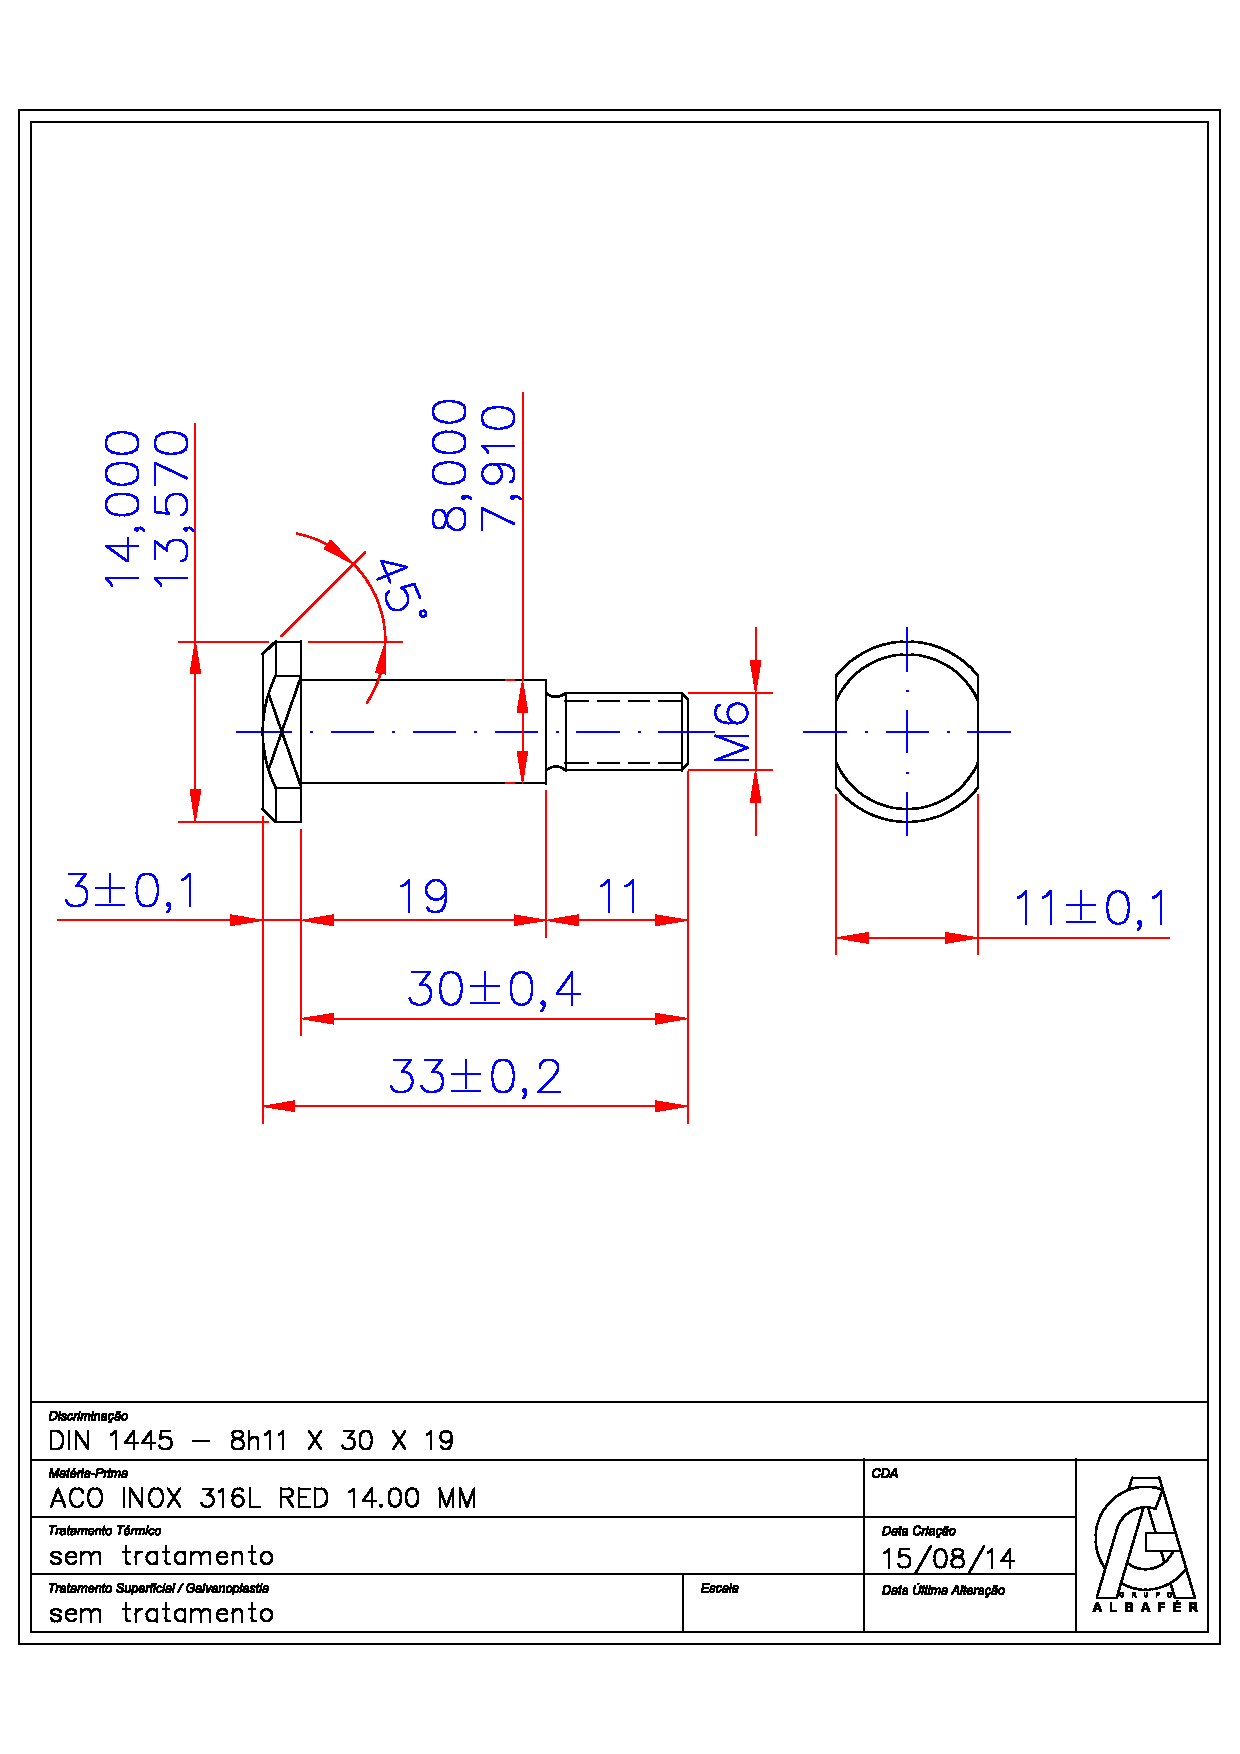 14,000
13,570
8,000
7,910
45°
M6
3±0,1
19
11
11±0,1
30±0,4
33±0,2
Discriminação
DIN 1445 – 8h11 X 30 X 19
Matéria-Prima
ACO INOX 316L RED 14.00 MM
CDA
Tratamento Térmico
sem tratamento
Data Criação
15/08/14
Tratamento Superficial / Galvanoplastia
sem tratamento
Escala
Data Última Alteração
GRUPO
ALBAFÉR